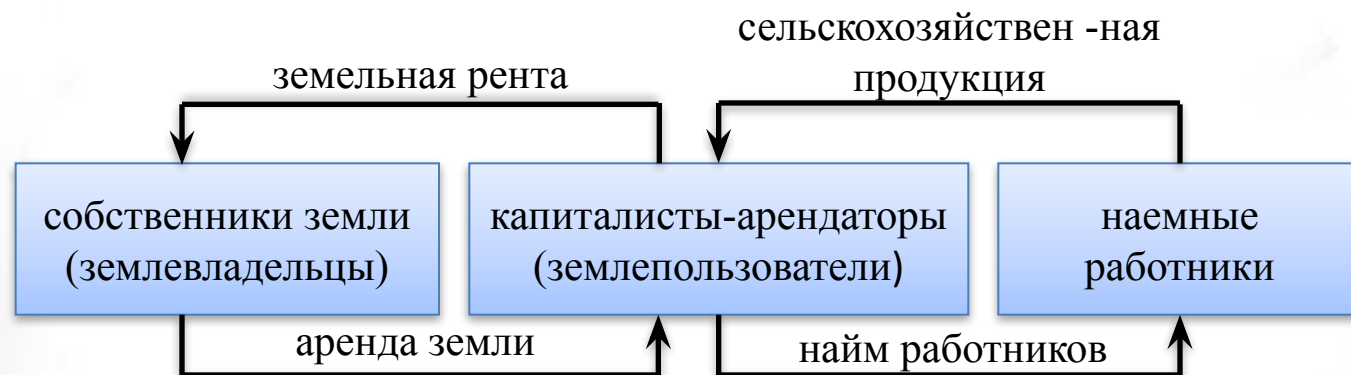 сельскохозяйствен -ная
продукция
земельная рента
собственники земли
(землевладельцы)
капиталисты-арендаторы
(землепользователи)
наемные
работники
аренда земли
найм работников